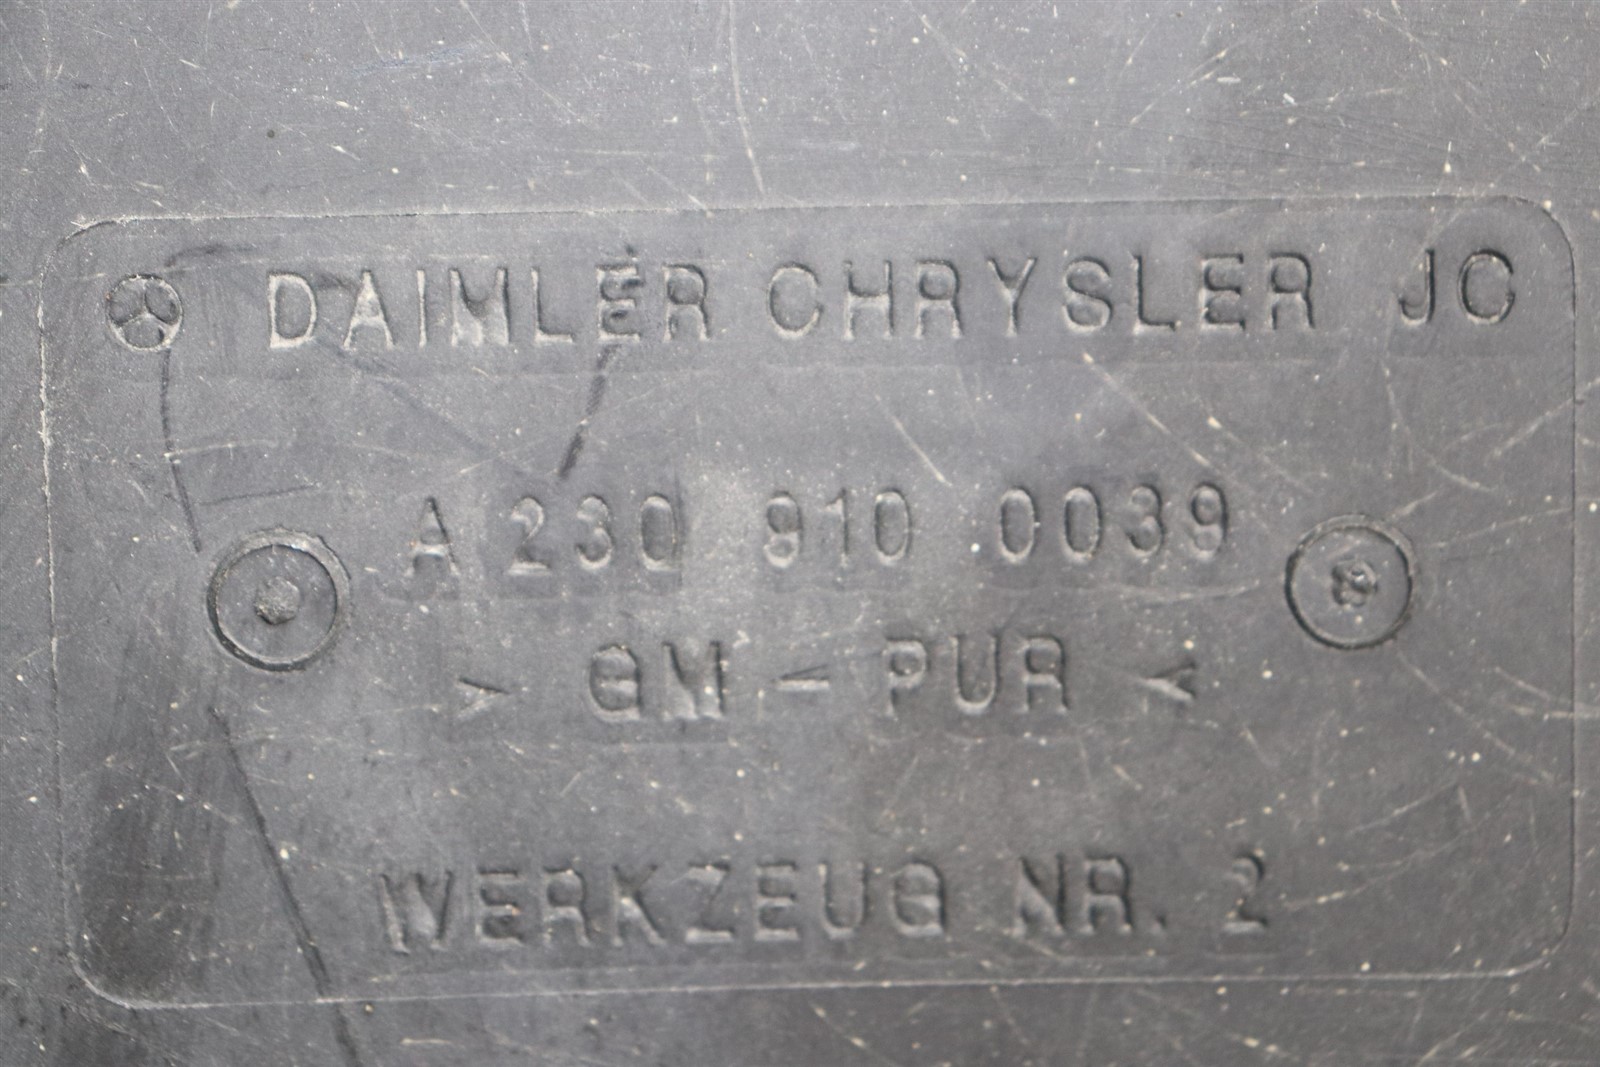 DAIMLER CHRYSLER JC
A 230 910 0039
> GM - PUR <
WERKZEUG NR. 2